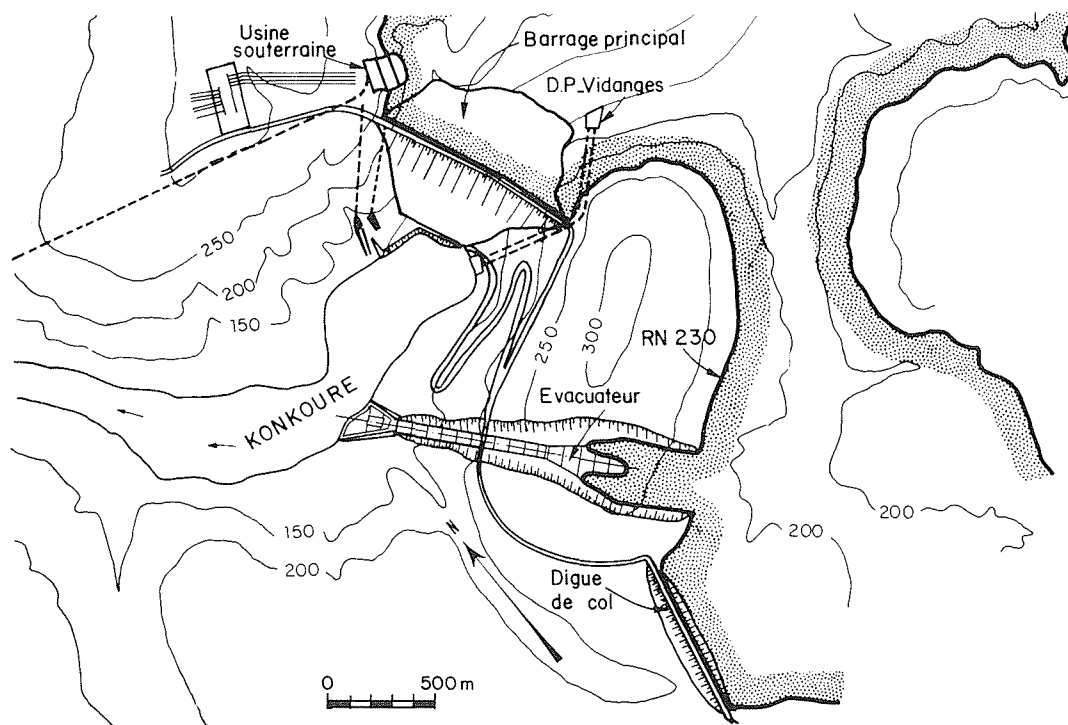 Usine
souterraine
Barrage principal
D.P_Vidanges
250
200
150
250
300
RN 230
Evacuateur
KONKOURE
150
200
200
200
N
Digue
de col
0 500 m